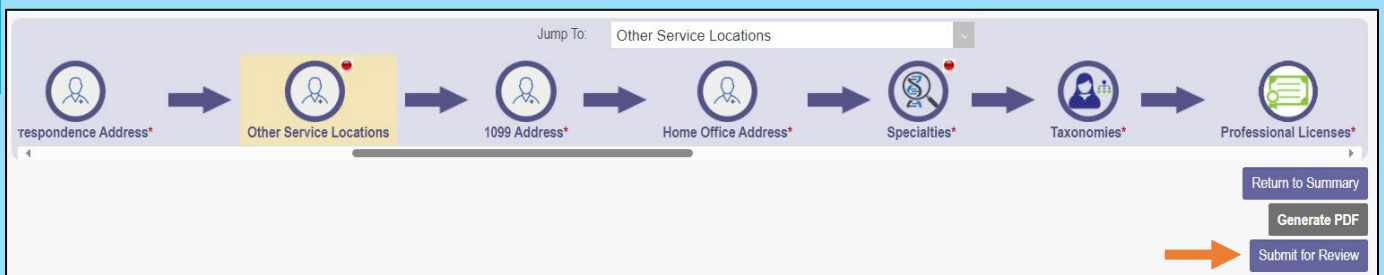 Jump To: Other Service Locations
respondence Address* Other Service Locations 1099 Address* Home Office Address* Specialties* Taxonomies* Professional Licenses*
Return to Summary
Generate PDF
Submit for Review